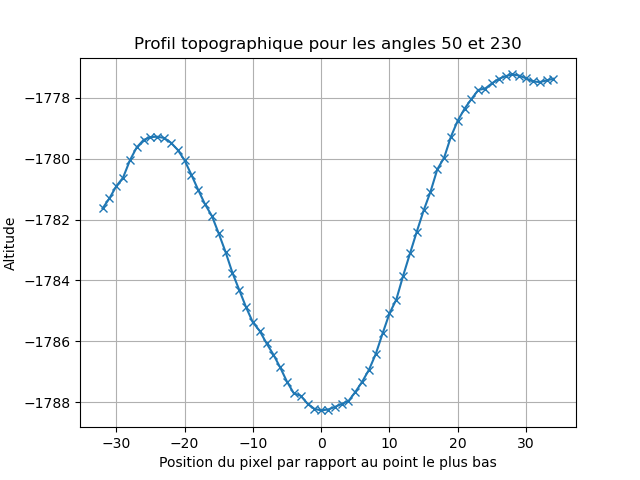 Profil topographique pour les angles 50 et 230
−1778
−1780
−1782
−1784
−1786
−1788
Altitude
−30 −20 −10 0 10 20 30
Position du pixel par rapport au point le plus bas